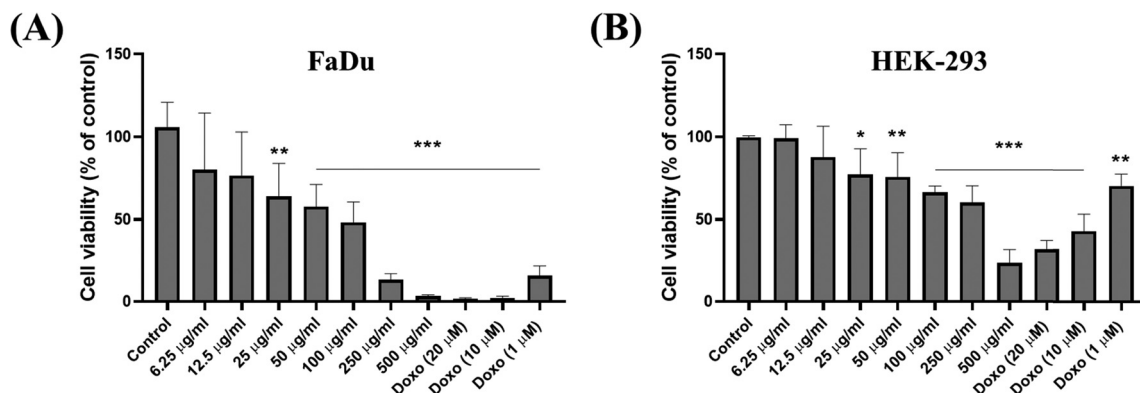 (A)
FaDu
Cell viability (% of control)
150
100
50
0
**
***
Control
6.25 μg/ml
12.5 μg/ml
25 μg/ml
50 μg/ml
100 μg/ml
250 μg/ml
500 μg/ml
Doxo (20 μM)
Doxo (10 μM)
Doxo (1 μM)
(B)
HEK-293
Cell viability (% of control)
150
100
50
0
*
**
***
**
Control
6.25 μg/ml
12.5 μg/ml
25 μg/ml
50 μg/ml
100 μg/ml
250 μg/ml
500 μg/ml
Doxo (20 μM)
Doxo (10 μM)
Doxo (1 μM)